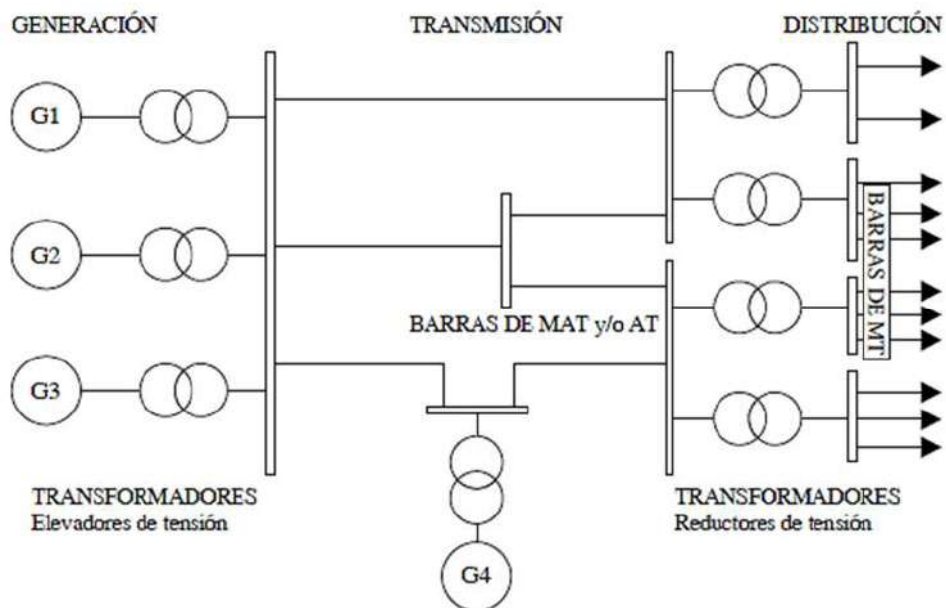 GENERACIÓN
TRANSMISIÓN
DISTRIBUCIÓN
G1
G2
BARRAS DE MT
BARRAS DE MAT y/o AT
G3
TRANSFORMADORES
Elevadores de tensión
TRANSFORMADORES
Reductores de tensión
G4